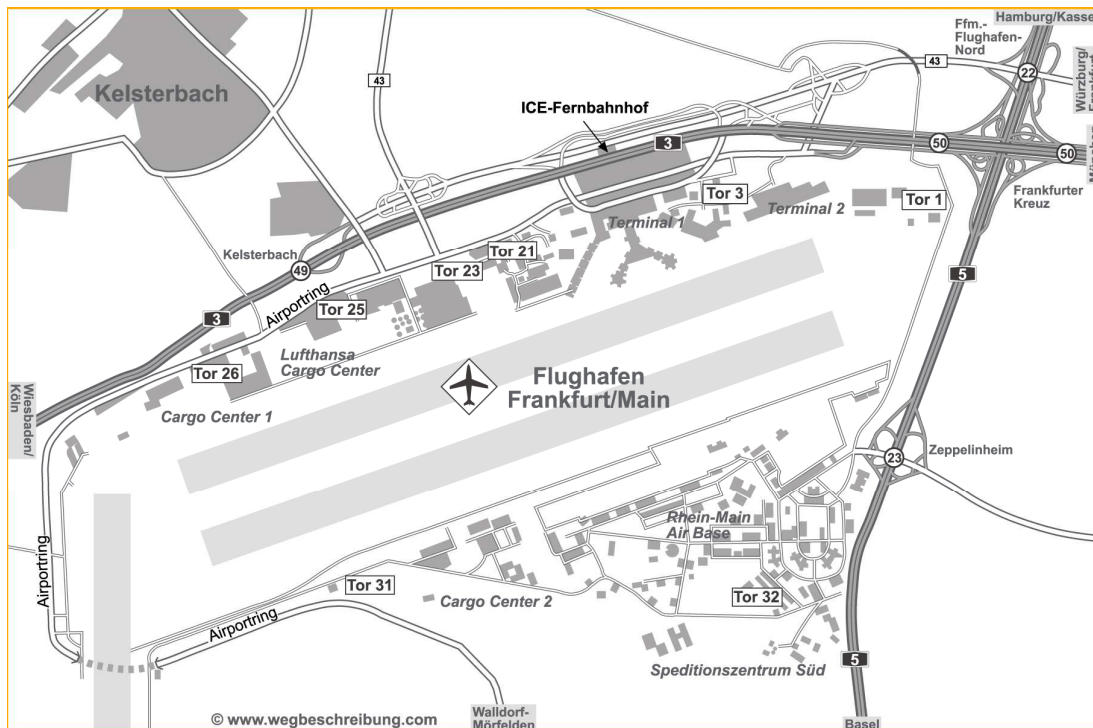 Hamburg/Kasse
Ffm.-
Flughafen-
Nord
43
22
Würzburg/
43
Kelsterbach
ICE-Fernbahnhof
3
50
50
Frankfurter
Kreuz
Tor 3
Tor 1
Terminal 2
Terminal 1
Kelsterbach
Tor 21
Tor 23
49
5
Airportring
3
Tor 25
Lufthansa
Cargo Center
Tor 26
Flughafen
Frankfurt/Main
Wiesbaden/
Köln
Cargo Center 1
23
Zeppelinheim
Rhein-Main
Air Base
Airportring
Tor 31
Cargo Center 2
Tor 32
Airportring
Speditionszentrum Süd
5
© www.wegbeschreibung.com
Walldorf-
Mörfelden
Basel